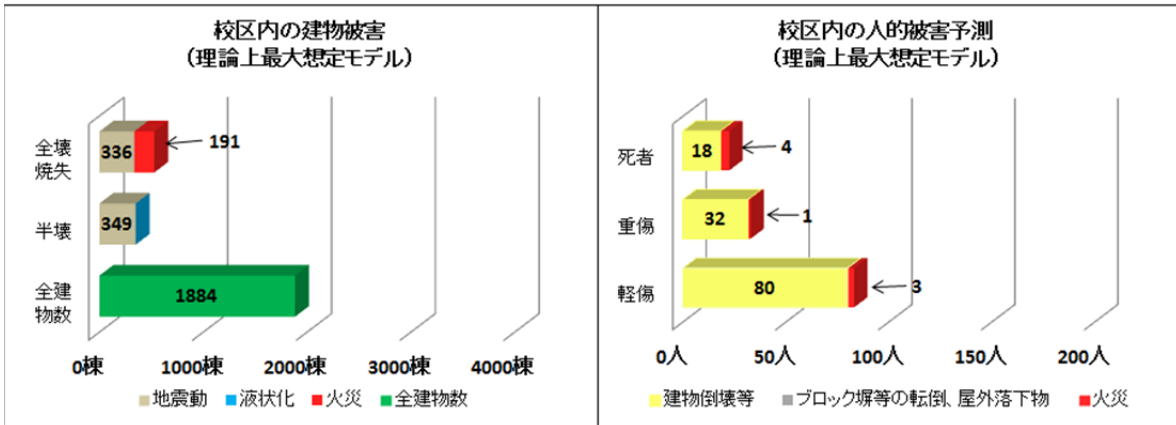 校区内の建物被害
（理論上最大想定モデル）
全壊
焼失
336
191
半壊
349
全建
物数
1884
0棟
1000棟
2000棟
3000棟
4000棟
地震動
液状化
火災
全建物数
校区内の人的被害予測
（理論上最大想定モデル）
死者
18
4
重傷
32
1
軽傷
80
3
0人
50人
100人
150人
200人
建物倒壊等
ブロック塀等の転倒、屋外落下物
火災